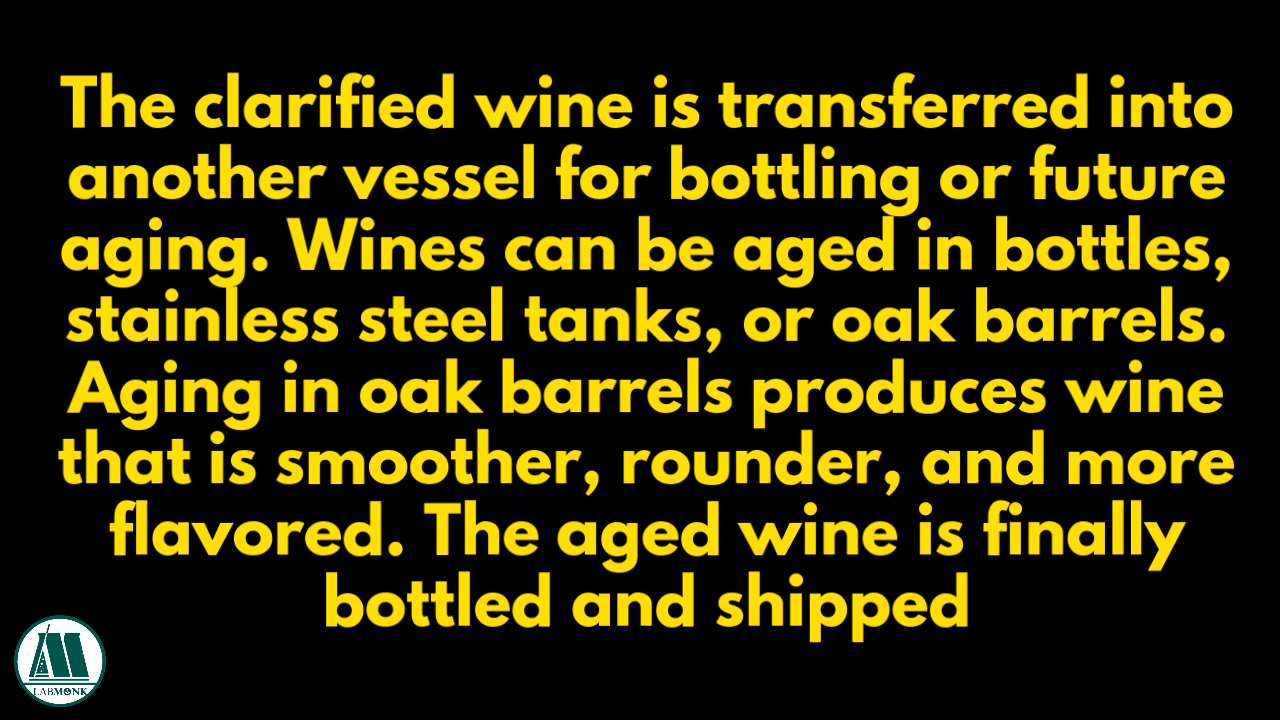 The clarified wine is transferred into
another vessel for bottling or future
aging. Wines can be aged in bottles,
stainless steel tanks, or oak barrels.
Aging in oak barrels produces wine
that is smoother, rounder, and more
flavored. The aged wine is finally
bottled and shipped
LABMONK